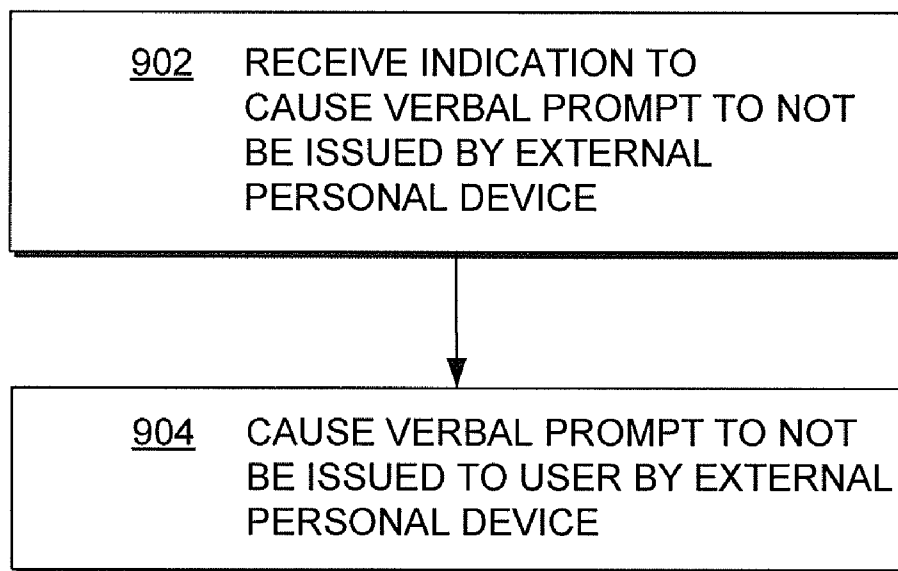 902 RECEIVE INDICATION TO
CAUSE VERBAL PROMPT TO NOT
BE ISSUED BY EXTERNAL
PERSONAL DEVICE
904 CAUSE VERBAL PROMPT TO NOT
BE ISSUED TO USER BY EXTERNAL
PERSONAL DEVICE